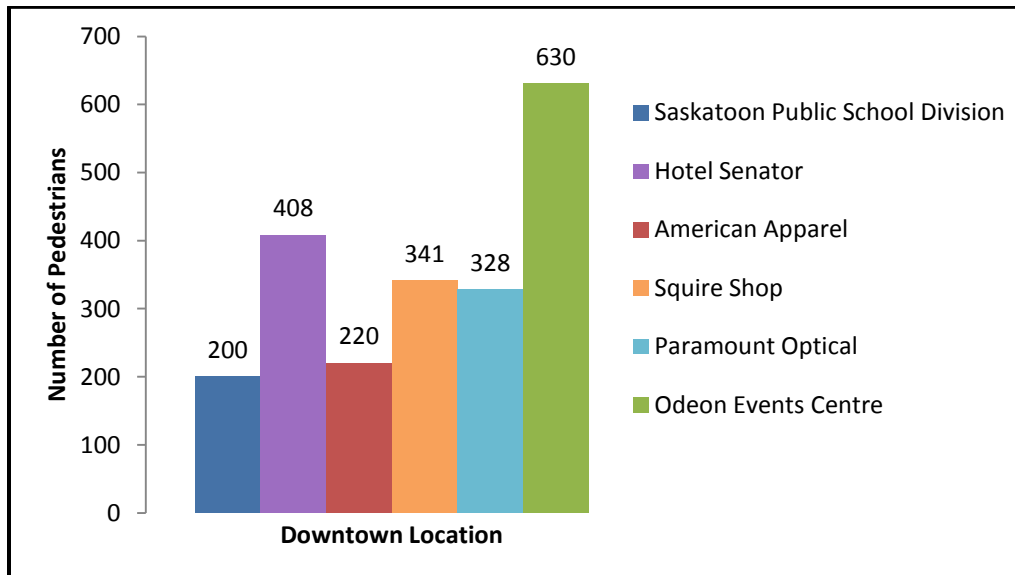 700
600
500
400
300
200
100
0
Number of Pedestrians
200
408
220
341
328
630
Downtown Location
Saskatoon Public School Division
Hotel Senator
American Apparel
Squire Shop
Paramount Optical
Odeon Events Centre